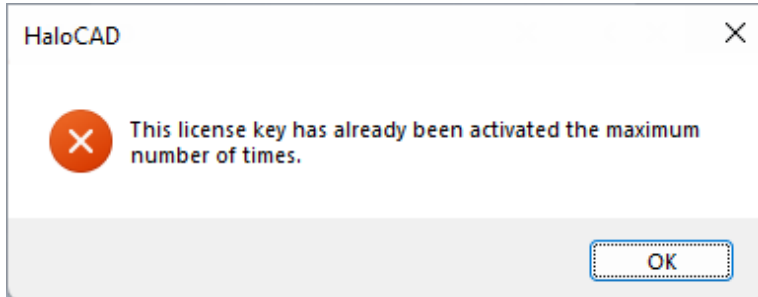 HaloCAD
This license key has already been activated the maximum
number of times.
OK